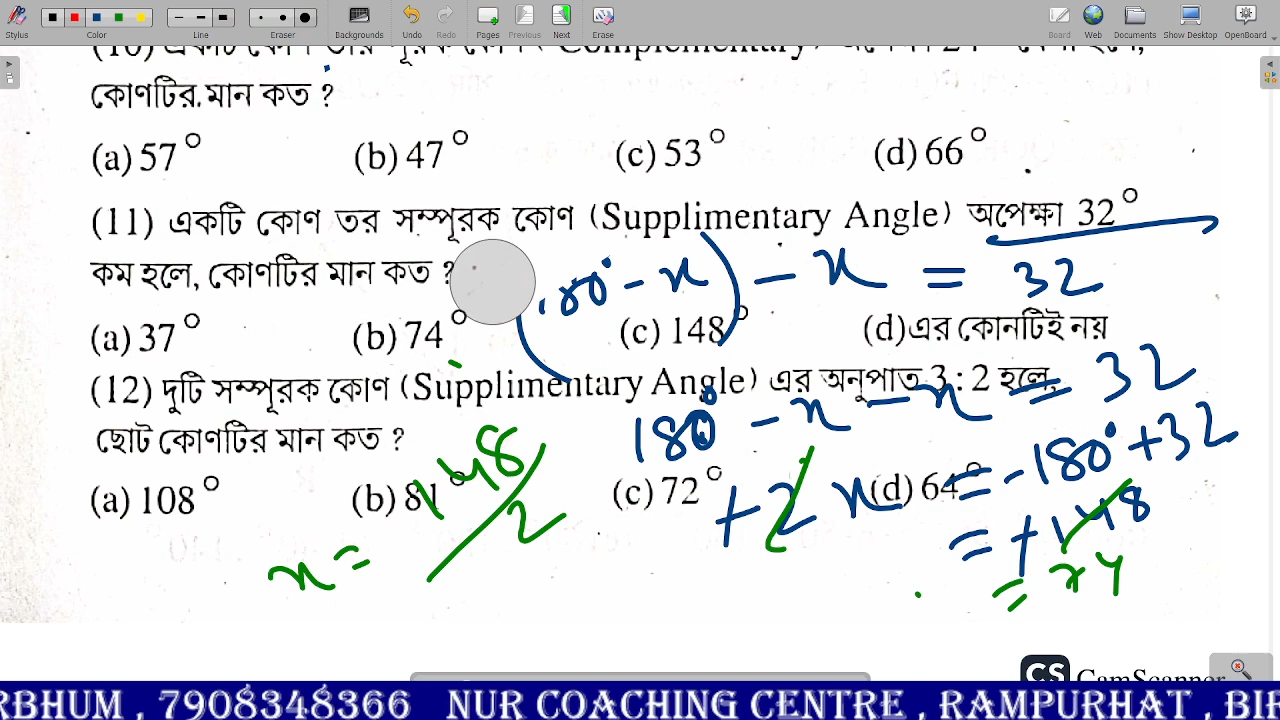 Stylus Color Line Eraser Backgrounds Undo Redo Pages Previous Next Erase Board Web Documents Show Desktop OpenBoard
কোণটির মান কত ?
(a) 57° (b) 47° (c) 53° (d) 66°
(11) একটি কোণ তর সম্পূরক কোণ (Supplimentary Angle) অপেক্ষা 32°
কম হলে, কোণটির মান কত ?
80° - x) - x = 32
(a) 37° (b) 74° (c) 148° (d) এর কোনটিই নয়
(12) দুটি সম্পূরক কোণ (Supplimentary Angle) এর অনুপাত 3 : 2 হলে,
180° - x - x = 32
ছোট কোণটির মান কত ?
= -180° + 32
(a) 108° (b) 81° (c) 72° (d) 64°
+ 2x = + 148
x = 148/2
= 74
CS CamScanner
RBHUM , 7908348366 NUR COACHING CENTRE , RAMPURHAT , BI